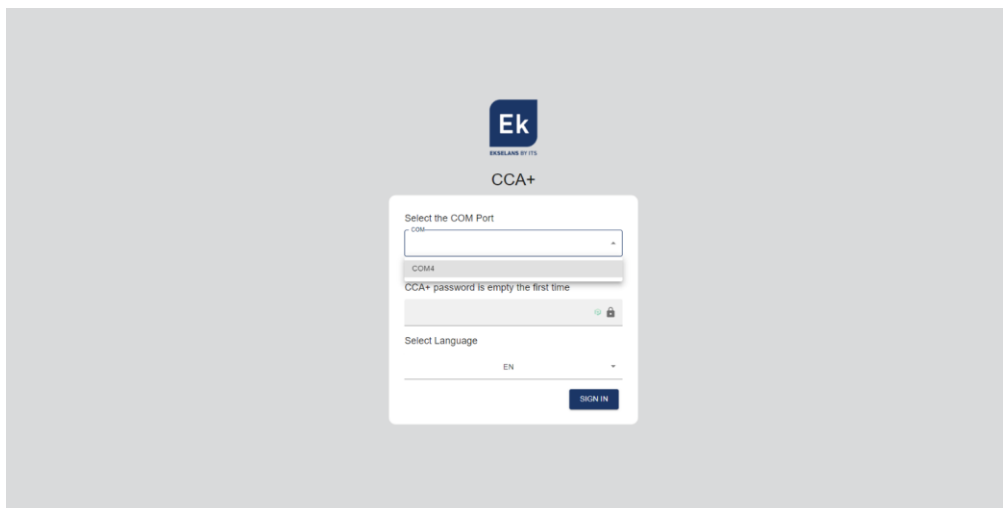 Ek
EKSELANS BY ITS
CCA+
Select the COM Port
COM
COM4
CCA+ password is empty the first time
Select Language
EN
SIGN IN